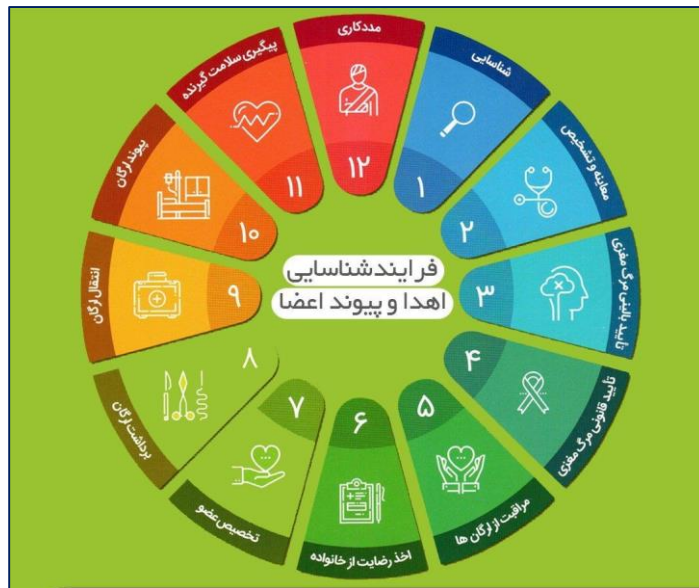 فرایند شناسایی
اهدا و پیوند اعضا
شناسایی
۱
معاینه و تشخیص
۲
تأیید بالینی مرگ مغزی
۳
تایید قانونی مرگ مغزی
۴
مراقبت از ارگان ها
۵
اخذ رضایت از خانواده
۶
تخصیص عضو
۷
برداشت ارگان
۸
انتقال ارگان
۹
پیوند ارگان
۱۰
پیگیری سلامت گیرنده
۱۱
مددکاری
۱۲